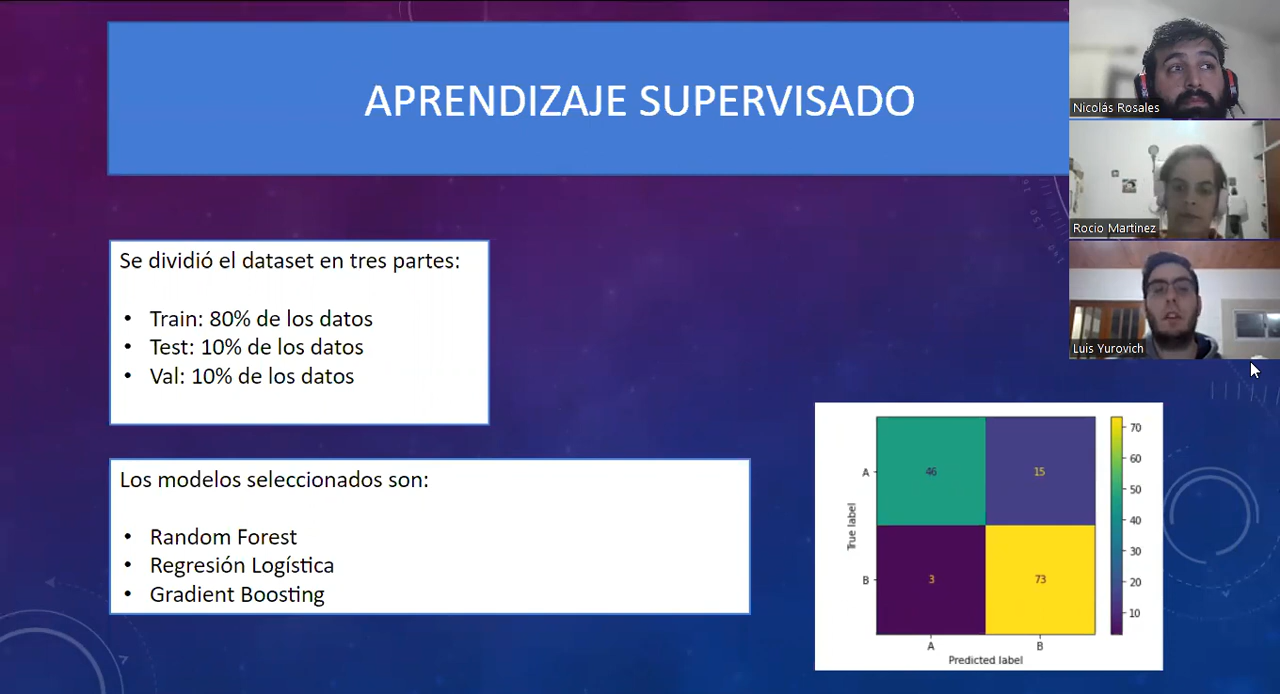 APRENDIZAJE SUPERVISADO
Nicolás Rosales
Rocio Martinez
Luis Yurovich
Se dividió el dataset en tres partes:
• Train: 80% de los datos
• Test: 10% de los datos
• Val: 10% de los datos
Los modelos seleccionados son:
• Random Forest
• Regresión Logística
• Gradient Boosting
True label
A
B
46
15
3
73
A
B
Predicted label
70
60
50
40
30
20
10